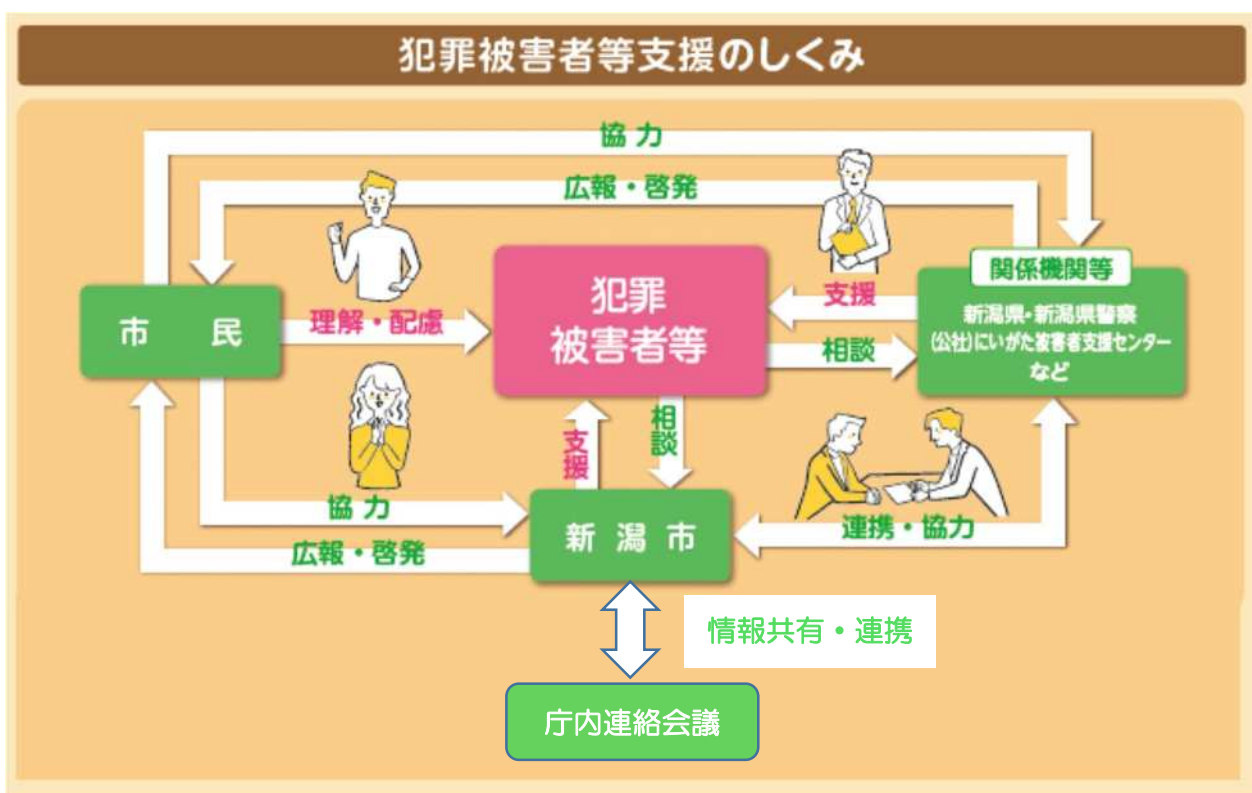 犯罪被害者等支援のしくみ
協力
広報・啓発
関係機関等
新潟県・新潟県警察
(公社)にいがた被害者支援センター
など
犯罪
被害者等
支援
相談
市民
理解・配慮
支援
相談
協力
広報・啓発
新潟市
連携・協力
情報共有・連携
庁内連絡会議